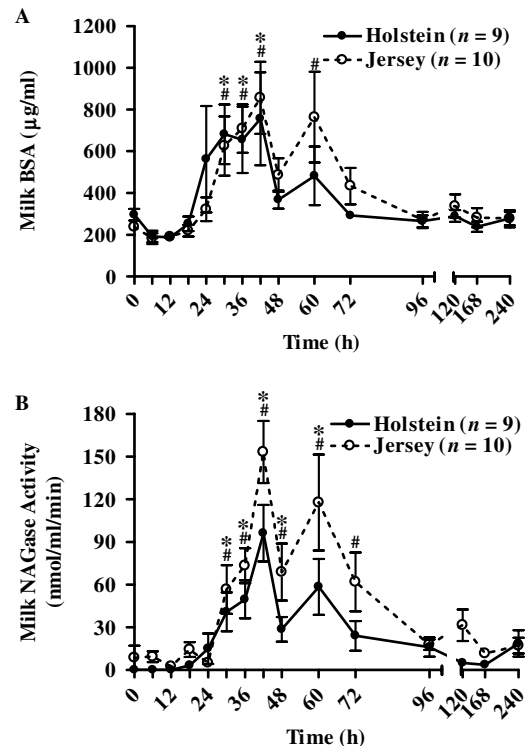 A
Holstein (n = 9)
Jersey (n = 10)
Milk BSA (µg/ml)
1200
1000
800
600
400
200
0
* # * # * # #
0 12 24 36 48 60 72 96 120 168 240
Time (h)
B
Holstein (n = 9)
Jersey (n = 10)
Milk NAGase Activity
(nmol/ml/min)
180
150
120
90
60
30
0
* # * # * # * # * # #
0 12 24 36 48 60 72 96 120 168 240
Time (h)